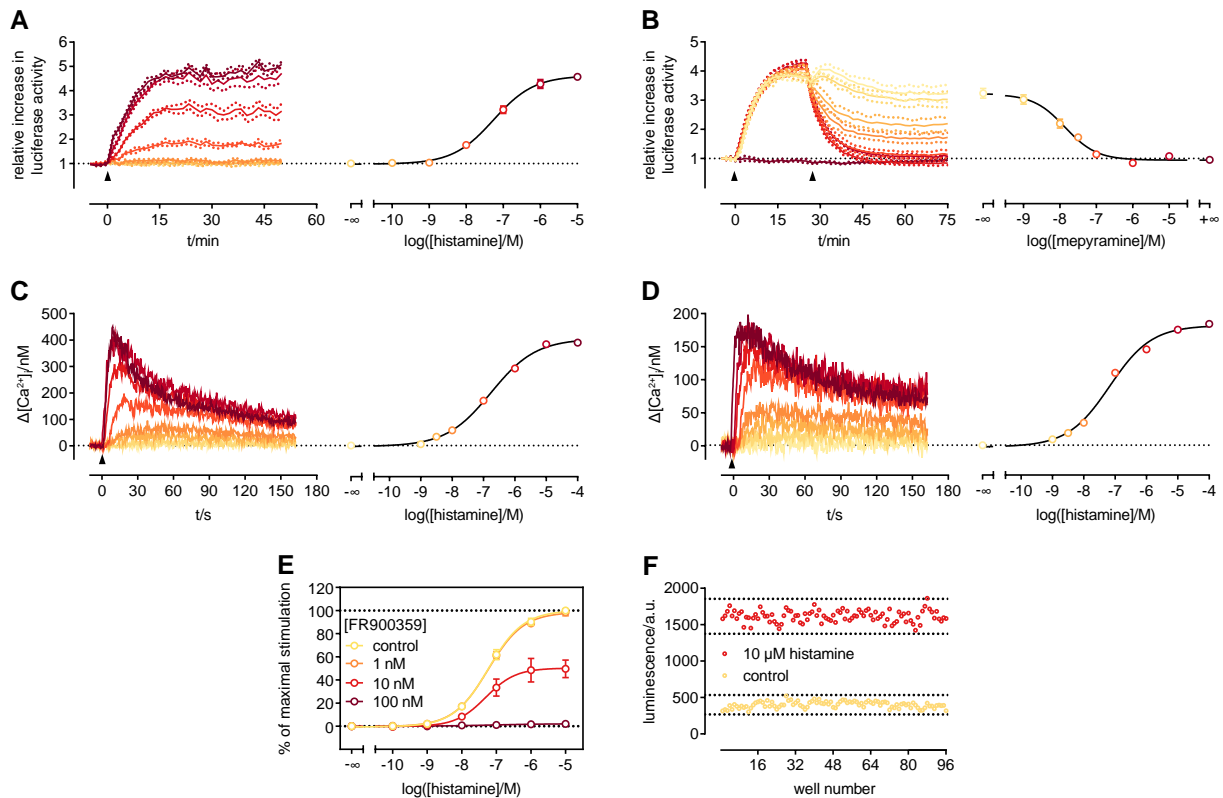 A
relative increase in
luciferase activity
6
5
4
3
2
1
0 15 30 45 60
t/min
-∞ -10 -9 -8 -7 -6 -5
log([histamine]/M)
B
relative increase in
luciferase activity
5
4
3
2
1
0 15 30 45 60 75
t/min
-∞ -9 -8 -7 -6 -5 +∞
log([mepyramine]/M)
C
Δ[Ca²⁺]ᵢ/nM
500
400
300
200
100
0
0 30 60 90 120 150 180
t/s
-∞ -10 -9 -8 -7 -6 -5 -4
log([histamine]/M)
D
Δ[Ca²⁺]ᵢ/nM
200
150
100
50
0
0 30 60 90 120 150 180
t/s
-∞ -10 -9 -8 -7 -6 -5 -4
log([histamine]/M)
E
% of maximal stimulation
120
100
80
60
40
20
0
[FR900359]
control
1 nM
10 nM
100 nM
-∞ -10 -9 -8 -7 -6 -5
log([histamine]/M)
F
luminescence/a.u.
2000
1500
1000
500
0
10 µM histamine
control
16 32 48 64 80 96
well number